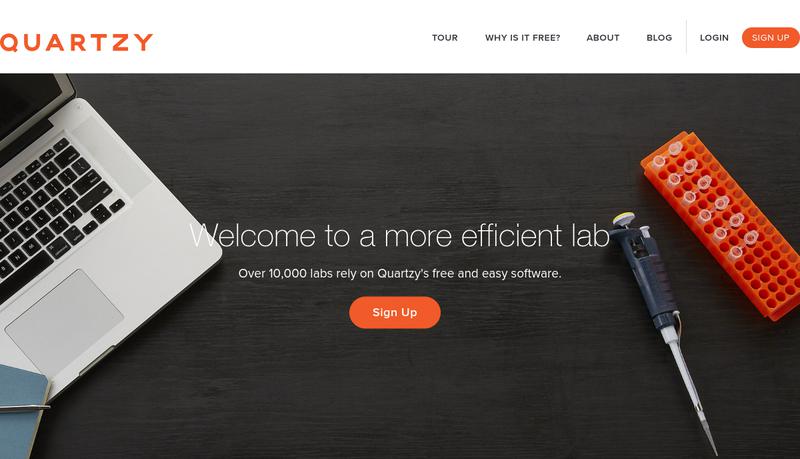 QUARTZY
TOUR WHY IS IT FREE? ABOUT BLOG LOGIN SIGN UP
Welcome to a more efficient lab
Over 10,000 labs rely on Quartzy's free and easy software.
Sign Up